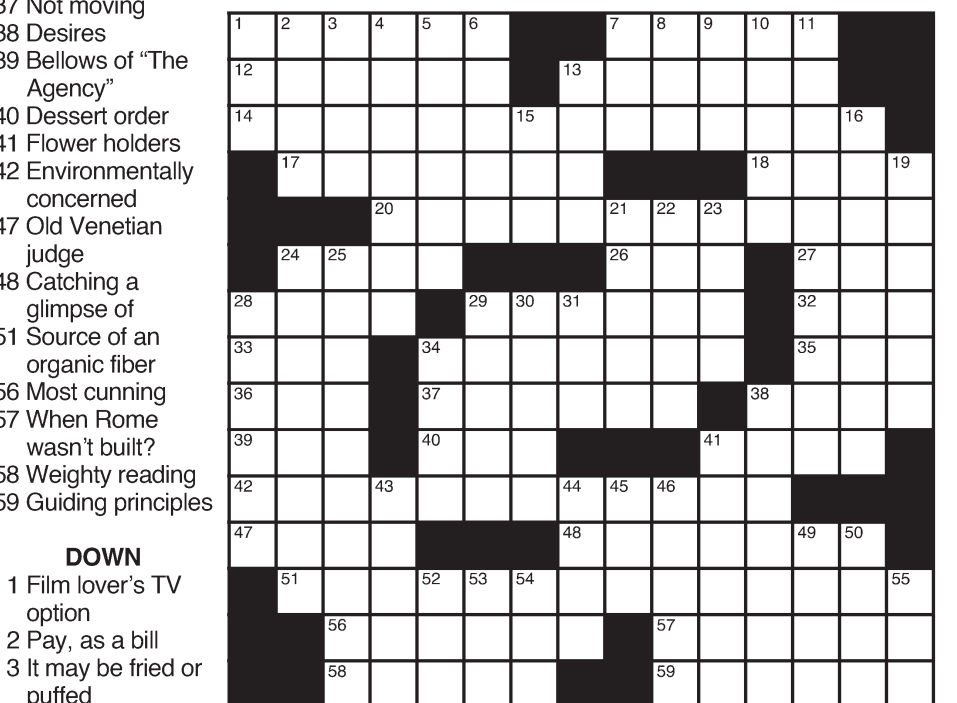 37 Not moving
38 Desires
39 Bellows of “The
Agency”
40 Dessert order
41 Flower holders
42 Environmentally
concerned
47 Old Venetian
judge
48 Catching a
glimpse of
51 Source of an
organic fiber
56 Most cunning
57 When Rome
wasn’t built?
58 Weighty reading
59 Guiding principles
DOWN
1 Film lover’s TV
option
2 Pay, as a bill
3 It may be fried or
puffed
1 2 3 4 5 6 7 8 9 10 11
12 13
14 15 16
17 18 19
20 21 22 23
24 25 26 27
28 29 30 31 32
33 34 35
36 37 38
39 40 41
42 43 44 45 46
47 48 49 50
51 52 53 54 55
56 57
58 59